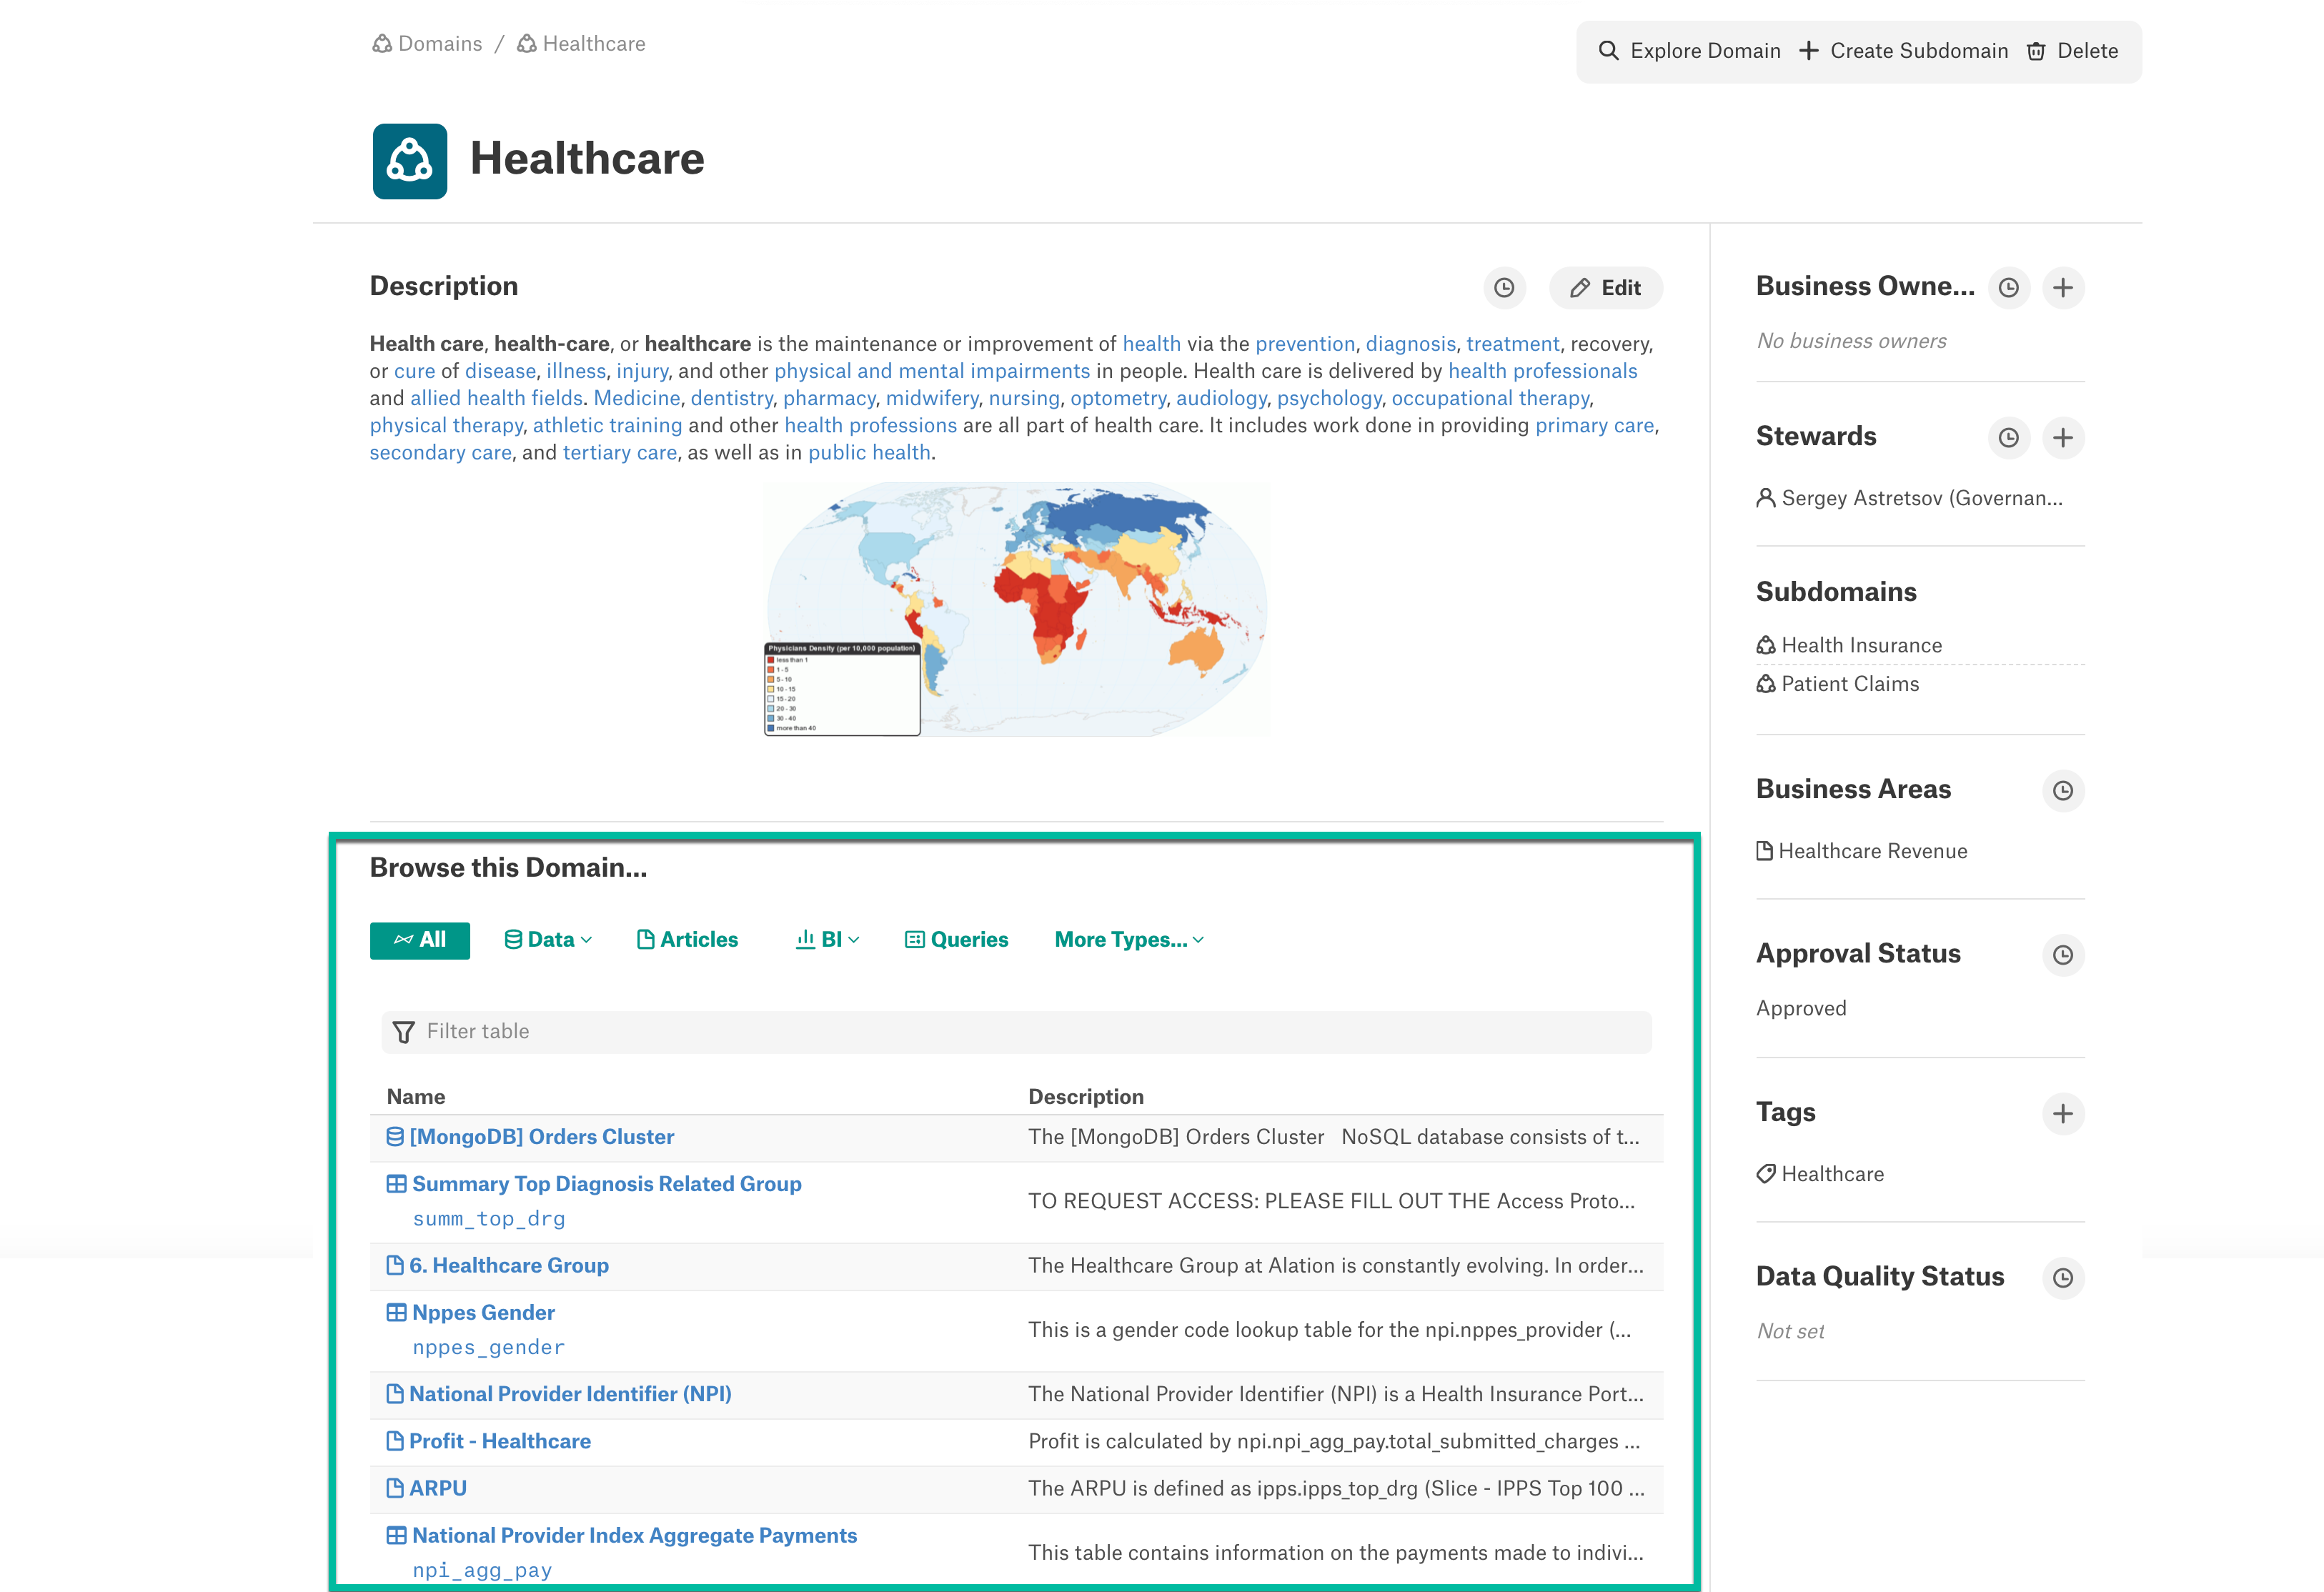 Domains / Healthcare
Explore Domain Create Subdomain Delete
Healthcare
Description
Edit
Health care, health-care, or healthcare is the maintenance or improvement of health via the prevention, diagnosis, treatment, recovery,
or cure of disease, illness, injury, and other physical and mental impairments in people. Health care is delivered by health professionals
and allied health fields. Medicine, dentistry, pharmacy, midwifery, nursing, optometry, audiology, psychology, occupational therapy,
physical therapy, athletic training and other health professions are all part of health care. It includes work done in providing primary care,
secondary care, and tertiary care, as well as in public health.
Physicians Density (per 10,000 population)
less than 1
1 - 5
5 - 10
10 - 15
15 - 20
20 - 30
30 - 40
more than 40
Browse this Domain...
All Data Articles BI Queries More Types...
Filter table
Name Description
[MongoDB] Orders Cluster The [MongoDB] Orders Cluster NoSQL database consists of t...
Summary Top Diagnosis Related Group
summ_top_drg
TO REQUEST ACCESS: PLEASE FILL OUT THE Access Proto...
6. Healthcare Group The Healthcare Group at Alation is constantly evolving. In order...
Nppes Gender
nppes_gender
This is a gender code lookup table for the npi.nppes_provider (...
National Provider Identifier (NPI) The National Provider Identifier (NPI) is a Health Insurance Port...
Profit - Healthcare Profit is calculated by npi.npi_agg_pay.total_submitted_charges ...
ARPU The ARPU is defined as ipps.ipps_top_drg (Slice - IPPS Top 100 ...
National Provider Index Aggregate Payments
npi_agg_pay
This table contains information on the payments made to indivi...
Business Owne...
No business owners
Stewards
Sergey Astretsov (Governan...
Subdomains
Health Insurance
Patient Claims
Business Areas
Healthcare Revenue
Approval Status
Approved
Tags
Healthcare
Data Quality Status
Not set